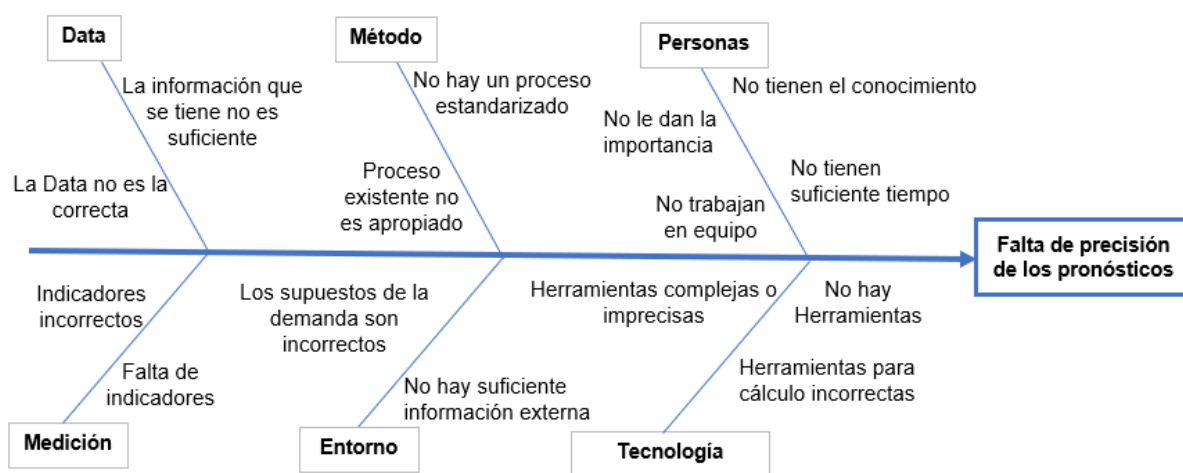 Data
Método
Personas
La información que
se tiene no es
suficiente
La Data no es la
correcta
No hay un proceso
estandarizado
Proceso
existente no
es apropiado
No tienen el conocimiento
No le dan la
importancia
No tienen
suficiente tiempo
No trabajan
en equipo
Falta de precisión
de los pronósticos
Indicadores
incorrectos
Falta de
indicadores
Los supuestos de la
demanda son
incorrectos
No hay suficiente
información externa
Herramientas complejas o
imprecisas
No hay
Herramientas
Herramientas para
cálculo incorrectas
Medición
Entorno
Tecnología